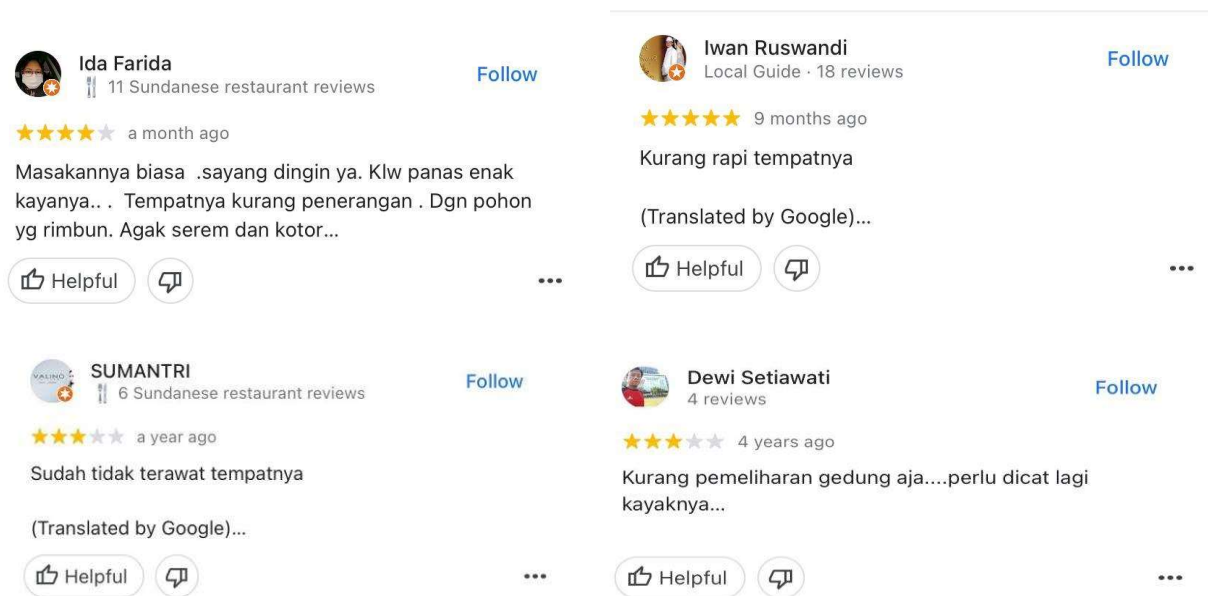 Ida Farida
11 Sundanese restaurant reviews
Follow
a month ago
Masakannya biasa .sayang dingin ya. Klw panas enak
kayanya.. . Tempatnya kurang penerangan . Dgn pohon
yg rimbun. Agak serem dan kotor...
Helpful
Iwan Ruswandi
Local Guide · 18 reviews
Follow
9 months ago
Kurang rapi tempatnya
(Translated by Google)...
Helpful
SUMANTRI
6 Sundanese restaurant reviews
Follow
a year ago
Sudah tidak terawat tempatnya
(Translated by Google)...
Helpful
Dewi Setiawati
4 reviews
Follow
4 years ago
Kurang pemeliharan gedung aja....perlu dicat lagi
kayaknya...
Helpful